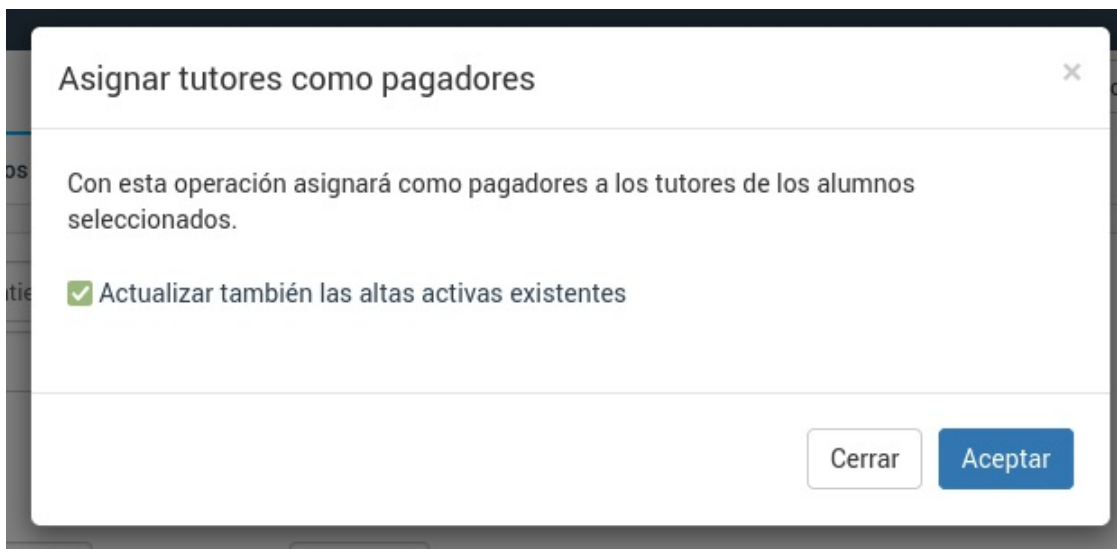 Asignar tutores como pagadores
×
os
Con esta operación asignará como pagadores a los tutores de los alumnos
seleccionados.
Actualizar también las altas activas existentes
Cerrar
Aceptar